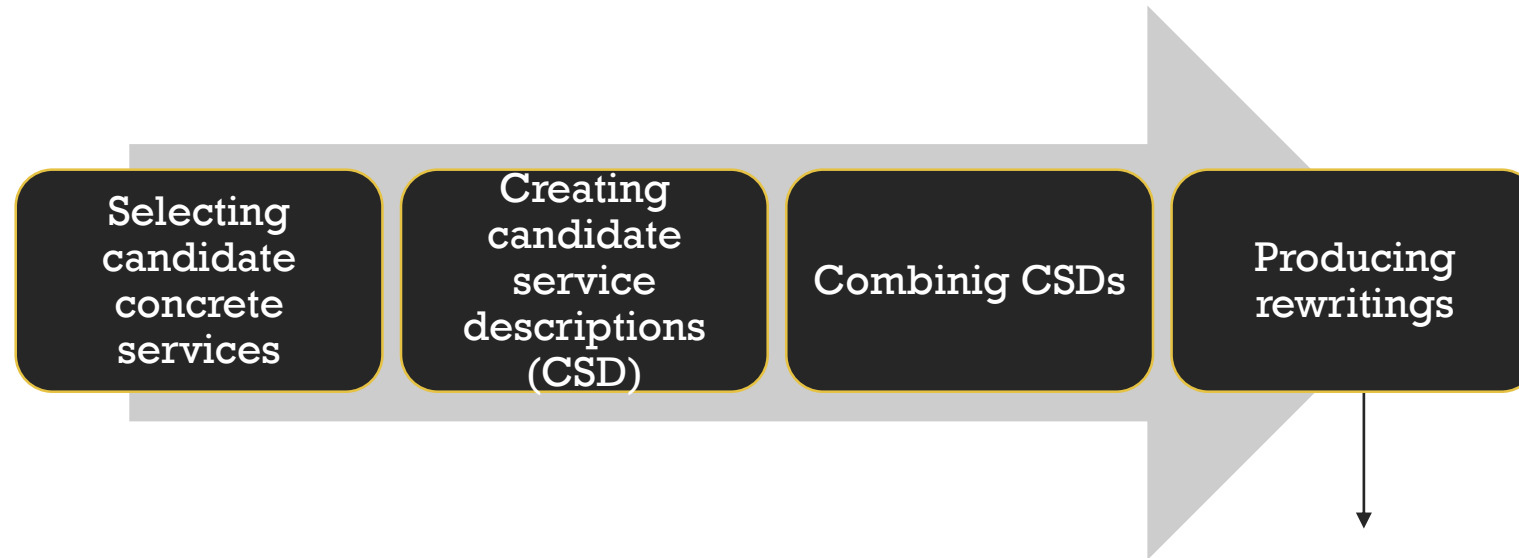 Selecting
candidate
concrete
services
Creating
candidate
service
descriptions
(CSD)
Combinig CSDs
Producing
rewritings